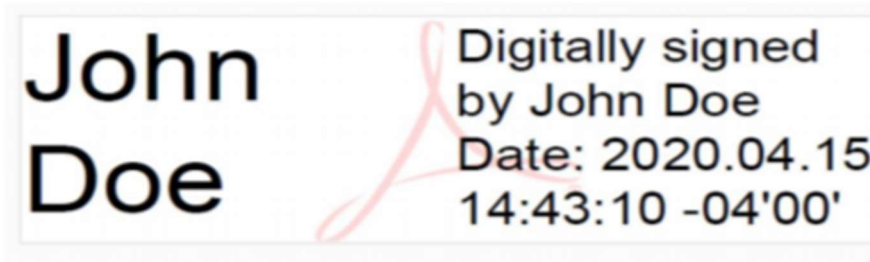 John
Doe
Digitally signed
by John Doe
Date: 2020.04.15
14:43:10 -04'00'